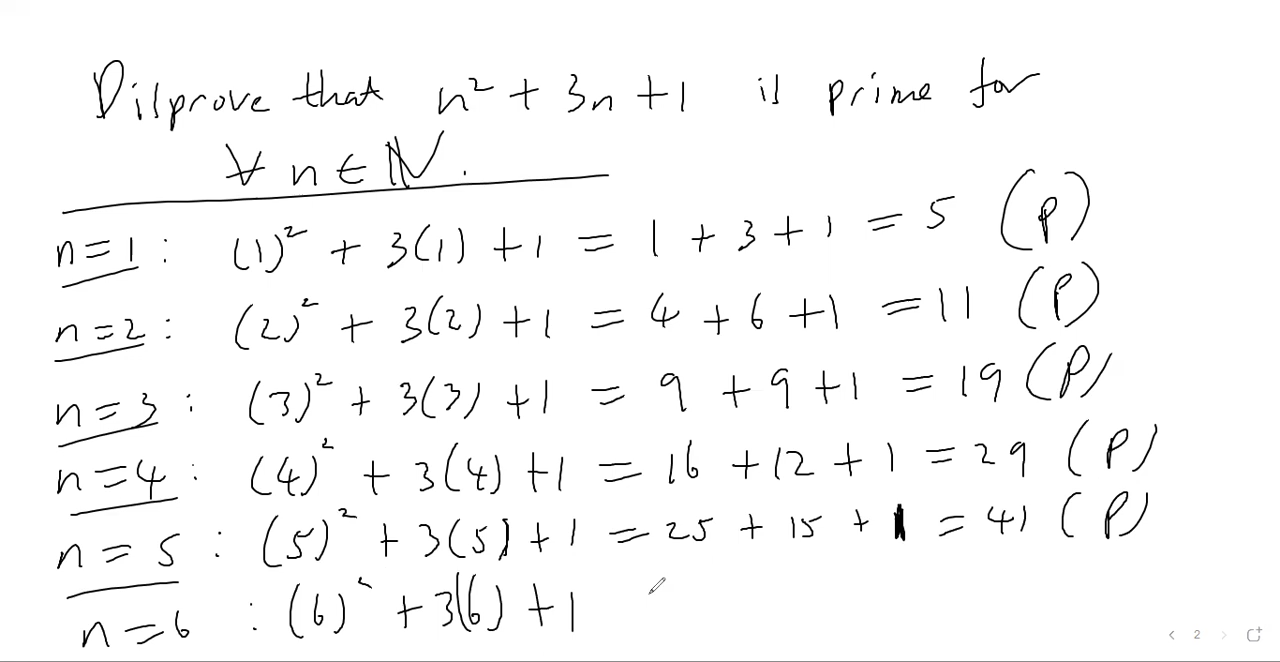 Disprove that n² + 3n + 1 is prime for
∀ n ∈ ℕ.
n=1 : (1)² + 3(1) + 1 = 1 + 3 + 1 = 5 (P)
n=2 : (2)² + 3(2) + 1 = 4 + 6 + 1 = 11 (P)
n=3 : (3)² + 3(3) + 1 = 9 + 9 + 1 = 19 (P)
n=4 : (4)² + 3(4) + 1 = 16 + 12 + 1 = 29 (P)
n=5 : (5)² + 3(5) + 1 = 25 + 15 + 1 = 41 (P)
n=6 : (6)² + 3(6) + 1
2